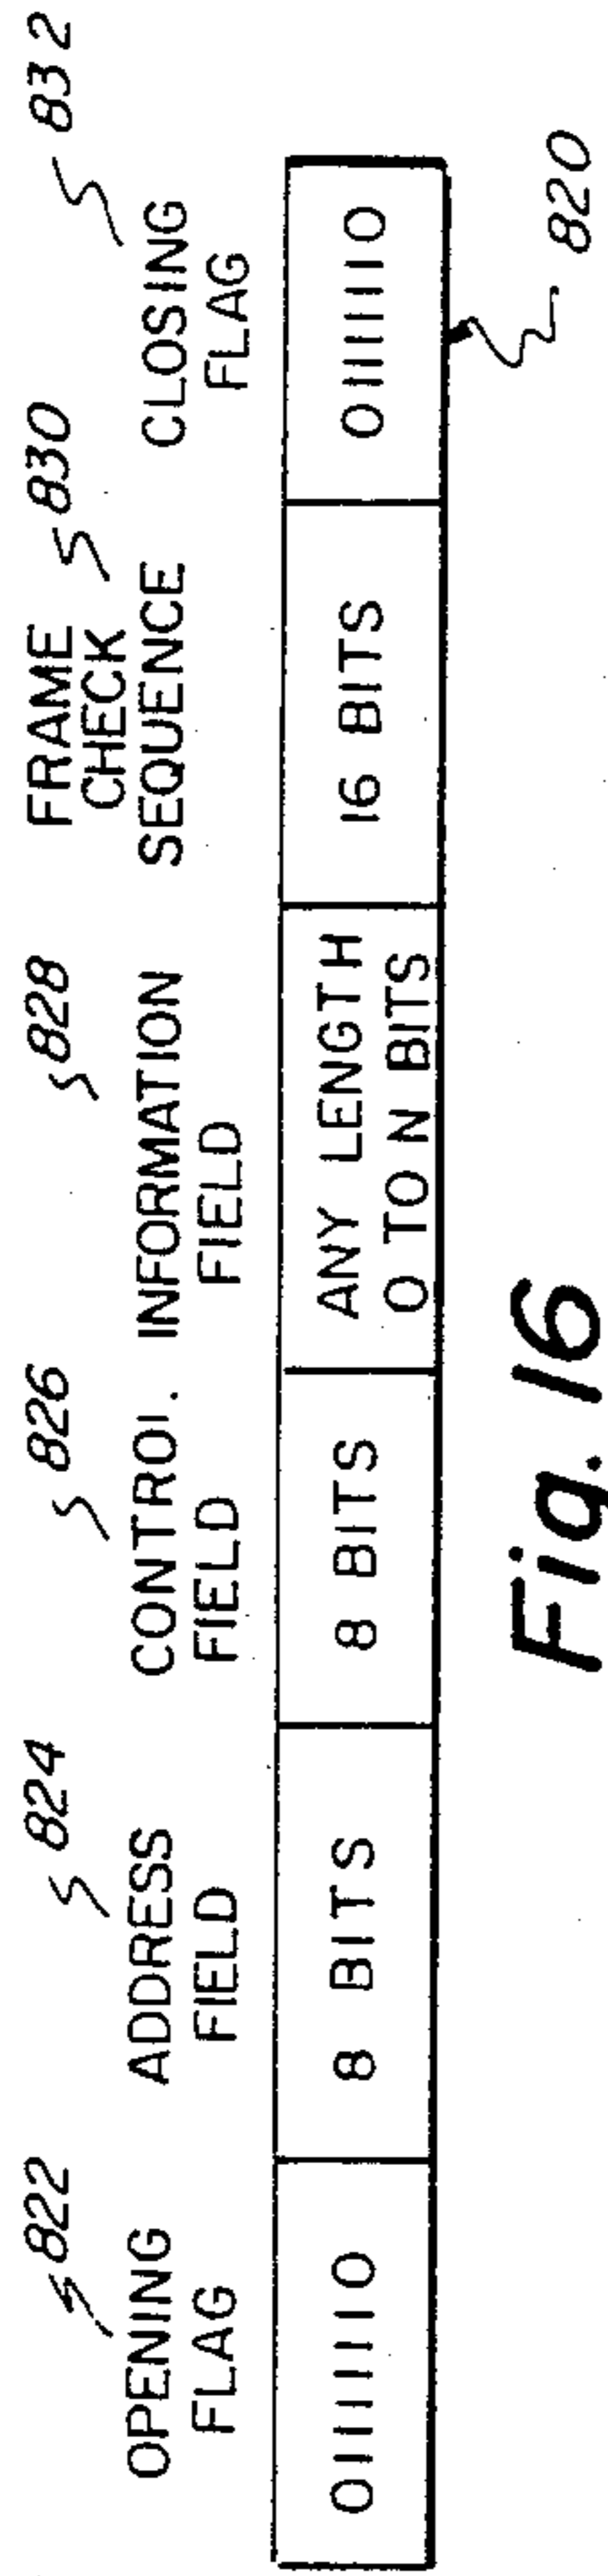 822
824
826
828
830
832
OPENING
FLAG
ADDRESS
FIELD
CONTROL
FIELD
INFORMATION
FIELD
FRAME
CHECK
SEQUENCE
CLOSING
FLAG
01111110
8 BITS
8 BITS
ANY LENGTH
0 TO N BITS
16 BITS
01111110
820
Fig. 16